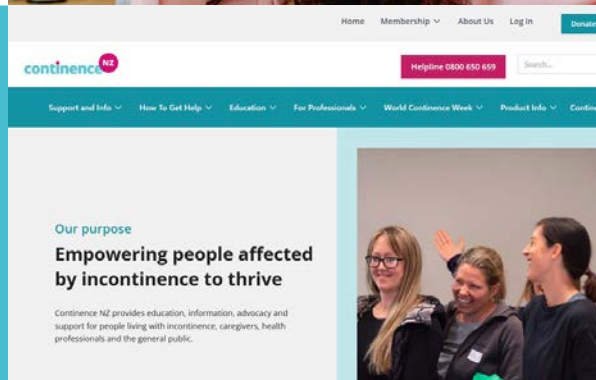 Home Membership About Us Log in Donate
continence NZ
Helpline 0800 650 659 Search...
Support and Info How To Get Help Education For Professionals World Continence Week Product Info Contin
Our purpose
Empowering people affected
by incontinence to thrive
Continence NZ provides education, information, advocacy and
support for people living with incontinence, caregivers, health
professionals and the general public.